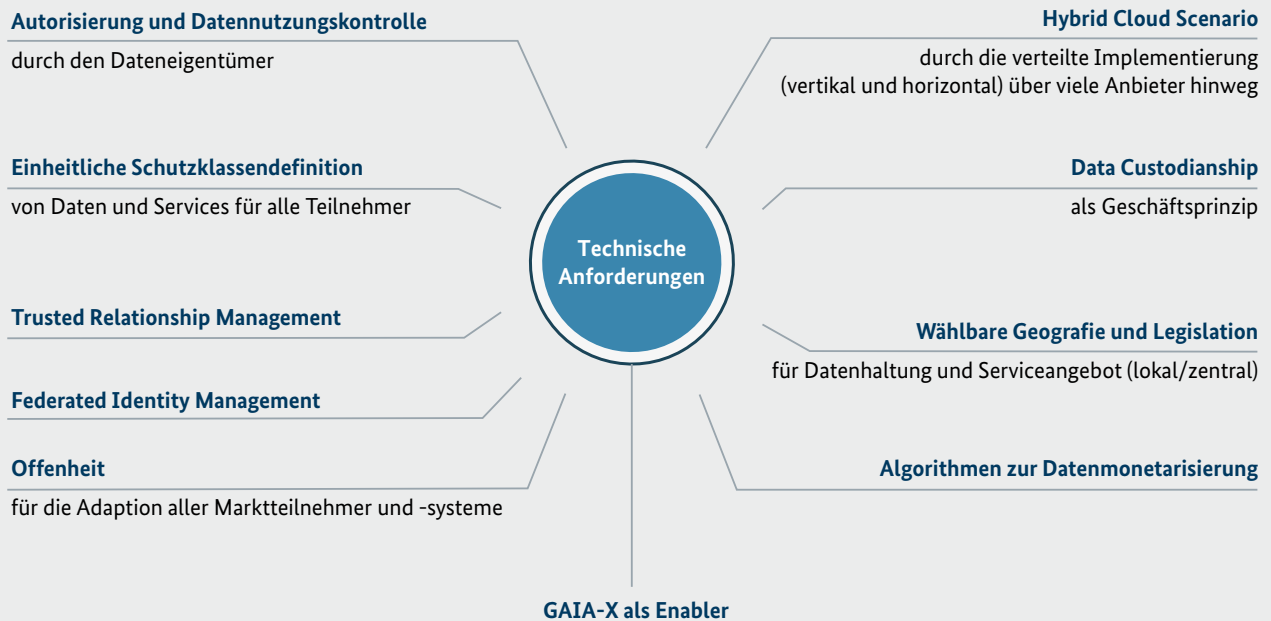 Autorisierung und Datennutzungskontrolle
durch den Dateneigentümer
Einheitliche Schutzklassendefinition
von Daten und Services für alle Teilnehmer
Trusted Relationship Management
Federated Identity Management
Offenheit
für die Adaption aller Marktteilnehmer und -systeme
Technische
Anforderungen
Hybrid Cloud Scenario
durch die verteilte Implementierung
(vertikal und horizontal) über viele Anbieter hinweg
Data Custodianship
als Geschäftsprinzip
Wählbare Geografie und Legislation
für Datenhaltung und Serviceangebot (lokal/zentral)
Algorithmen zur Datenmonetarisierung
GAIA-X als Enabler